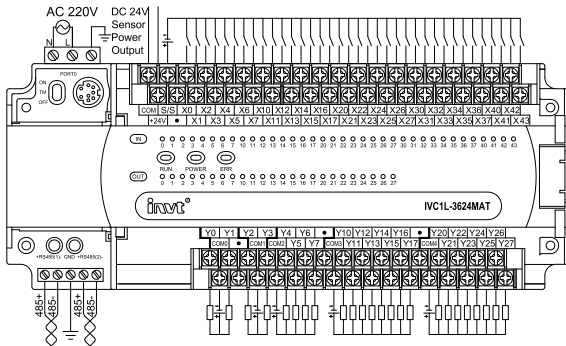 AC 220V
DC 24V
Sensor
Power
Output
N L
PORT0
ON
TM
OFF
COM S/S X0 X2 X4 X6 X10 X12 X14 X16 X20 X22 X24 X26 X30 X32 X34 X36 X40 X42
+24V • X1 X3 X5 X7 X11 X13 X15 X17 X21 X23 X25 X27 X31 X33 X35 X37 X41 X43
IN
0 1 2 3 4 5 6 7 10 11 12 13 14 15 16 17 20 21 22 23 24 25 26 27 30 31 32 33 34 35 36 37 40 41 42 43
RUN POWER ERR
OUT
0 1 2 3 4 5 6 7 10 11 12 13 14 15 16 17 20 21 22 23 24 25 26 27
invt®
IVC1L-3624MAT
Y0 Y1 Y2 Y3 Y4 Y6 • Y10 Y12 Y14 Y16 • Y20 Y22 Y24 Y26
COM0 • COM1 COM2 Y5 Y7 COM3 Y11 Y13 Y15 Y17 COM4 Y21 Y23 Y25 Y27
+RS485(1)- GND +RS485(2)-
485+
485-
485+
485-